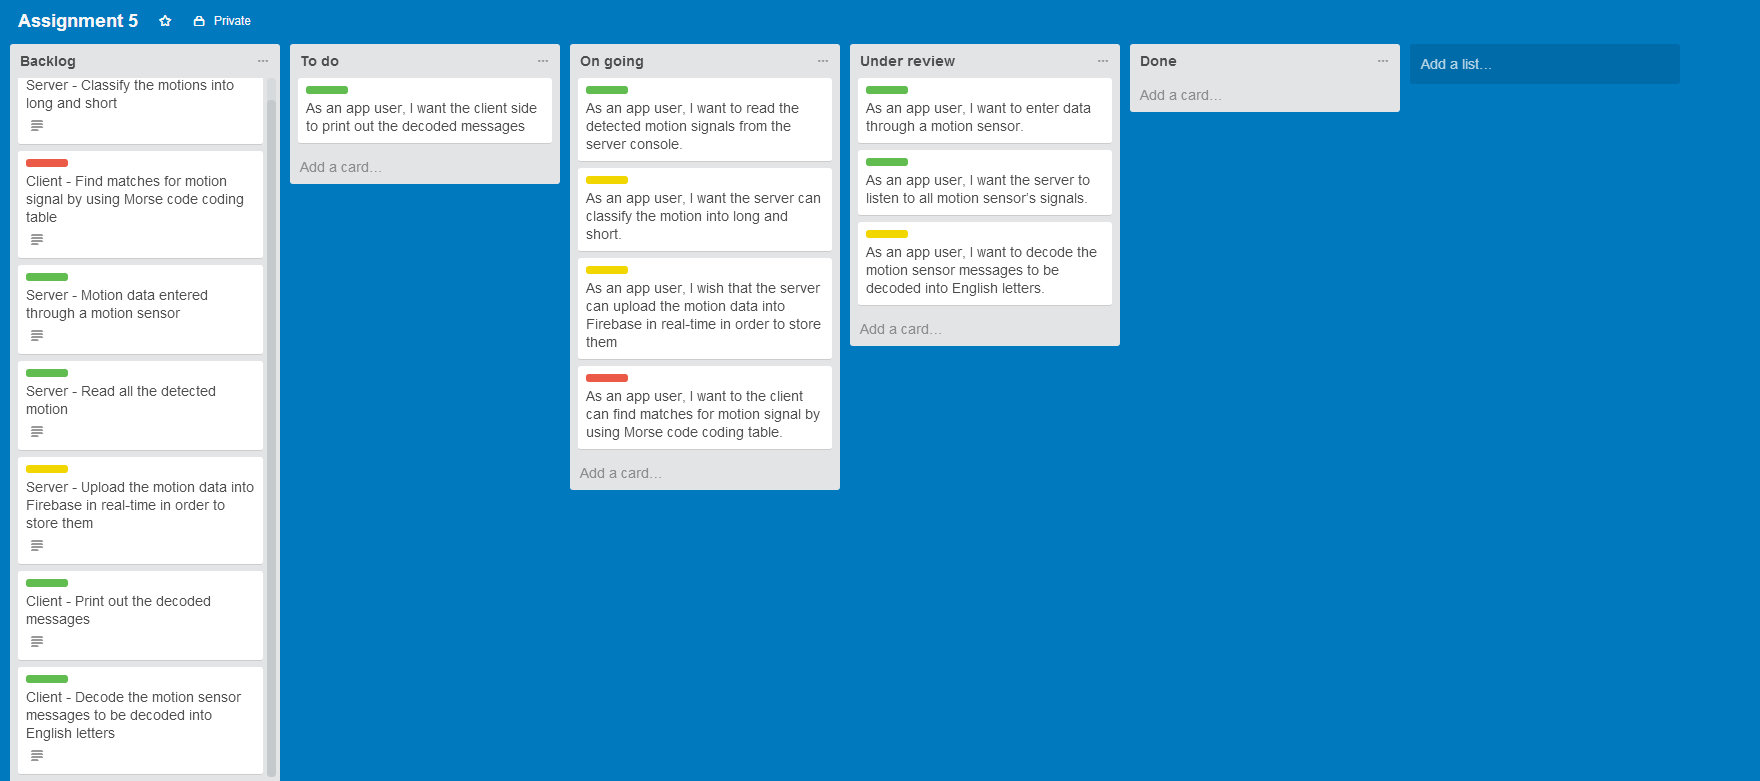 Assignment 5
Private
Backlog
Server - Classify the motions into
long and short
Client - Find matches for motion
signal by using Morse code coding
table
Server - Motion data entered
through a motion sensor
Server - Read all the detected
motion
Server - Upload the motion data into
Firebase in real-time in order to
store them
Client - Print out the decoded
messages
Client - Decode the motion sensor
messages to be decoded into
English letters
To do
As an app user, I want the client side
to print out the decoded messages
Add a card...
On going
As an app user, I want to read the
detected motion signals from the
server console.
As an app user, I want the server can
classify the motion into long and
short.
As an app user, I wish that the server
can upload the motion data into
Firebase in real-time in order to store
them
As an app user, I want to the client
can find matches for motion signal by
using Morse code coding table.
Add a card...
Under review
As an app user, I want to enter data
through a motion sensor.
As an app user, I want the server to
listen to all motion sensor's signals.
As an app user, I want to decode the
motion sensor messages to be
decoded into English letters.
Add a card...
Done
Add a card...
Add a list...